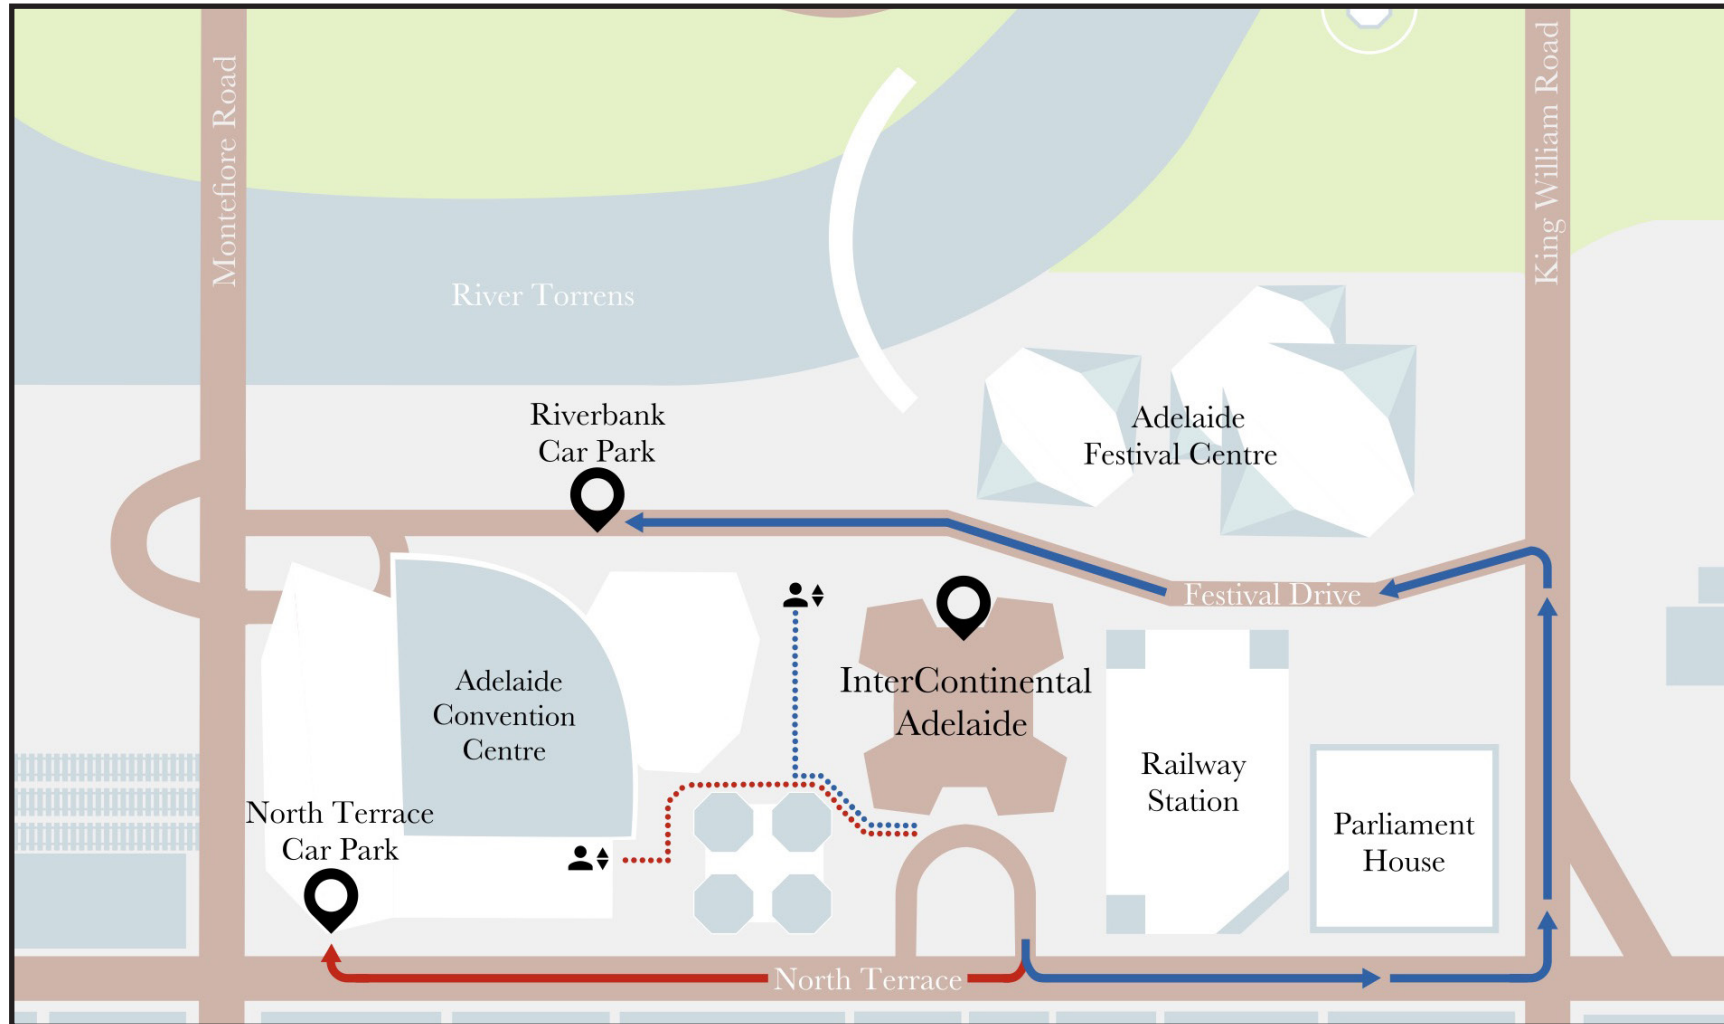 Montefiore Road
King William Road
River Torrens
Riverbank
Car Park
Adelaide
Festival Centre
Festival Drive
InterContinental
Adelaide
Adelaide
Convention
Centre
Railway
Station
North Terrace
Car Park
Parliament
House
North Terrace